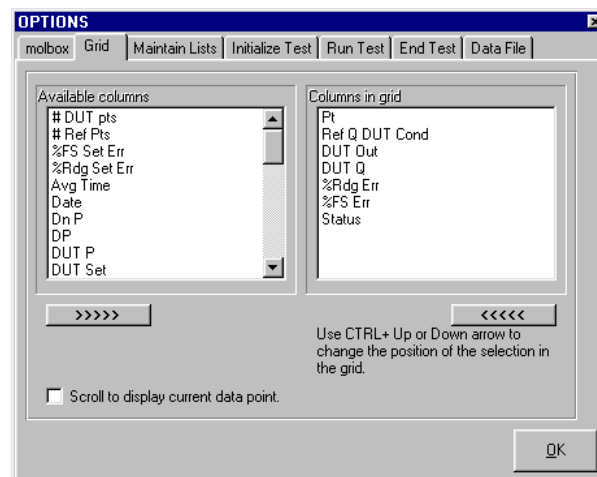 OPTIONS
molbox Grid Maintain Lists Initialize Test Run Test End Test Data File
Available columns
# DUT pts
# Ref Pts
%FS Set Err
%Rdg Set Err
Avg Time
Date
Dn P
DP
DUT P
DUT Set
>>>>>
Columns in grid
Pt
Ref Q DUT Cond
DUT Out
DUT Q
%Rdg Err
%FS Err
Status
<<<<<
Use CTRL+ Up or Down arrow to
change the position of the selection in
the grid.
Scroll to display current data point.
OK